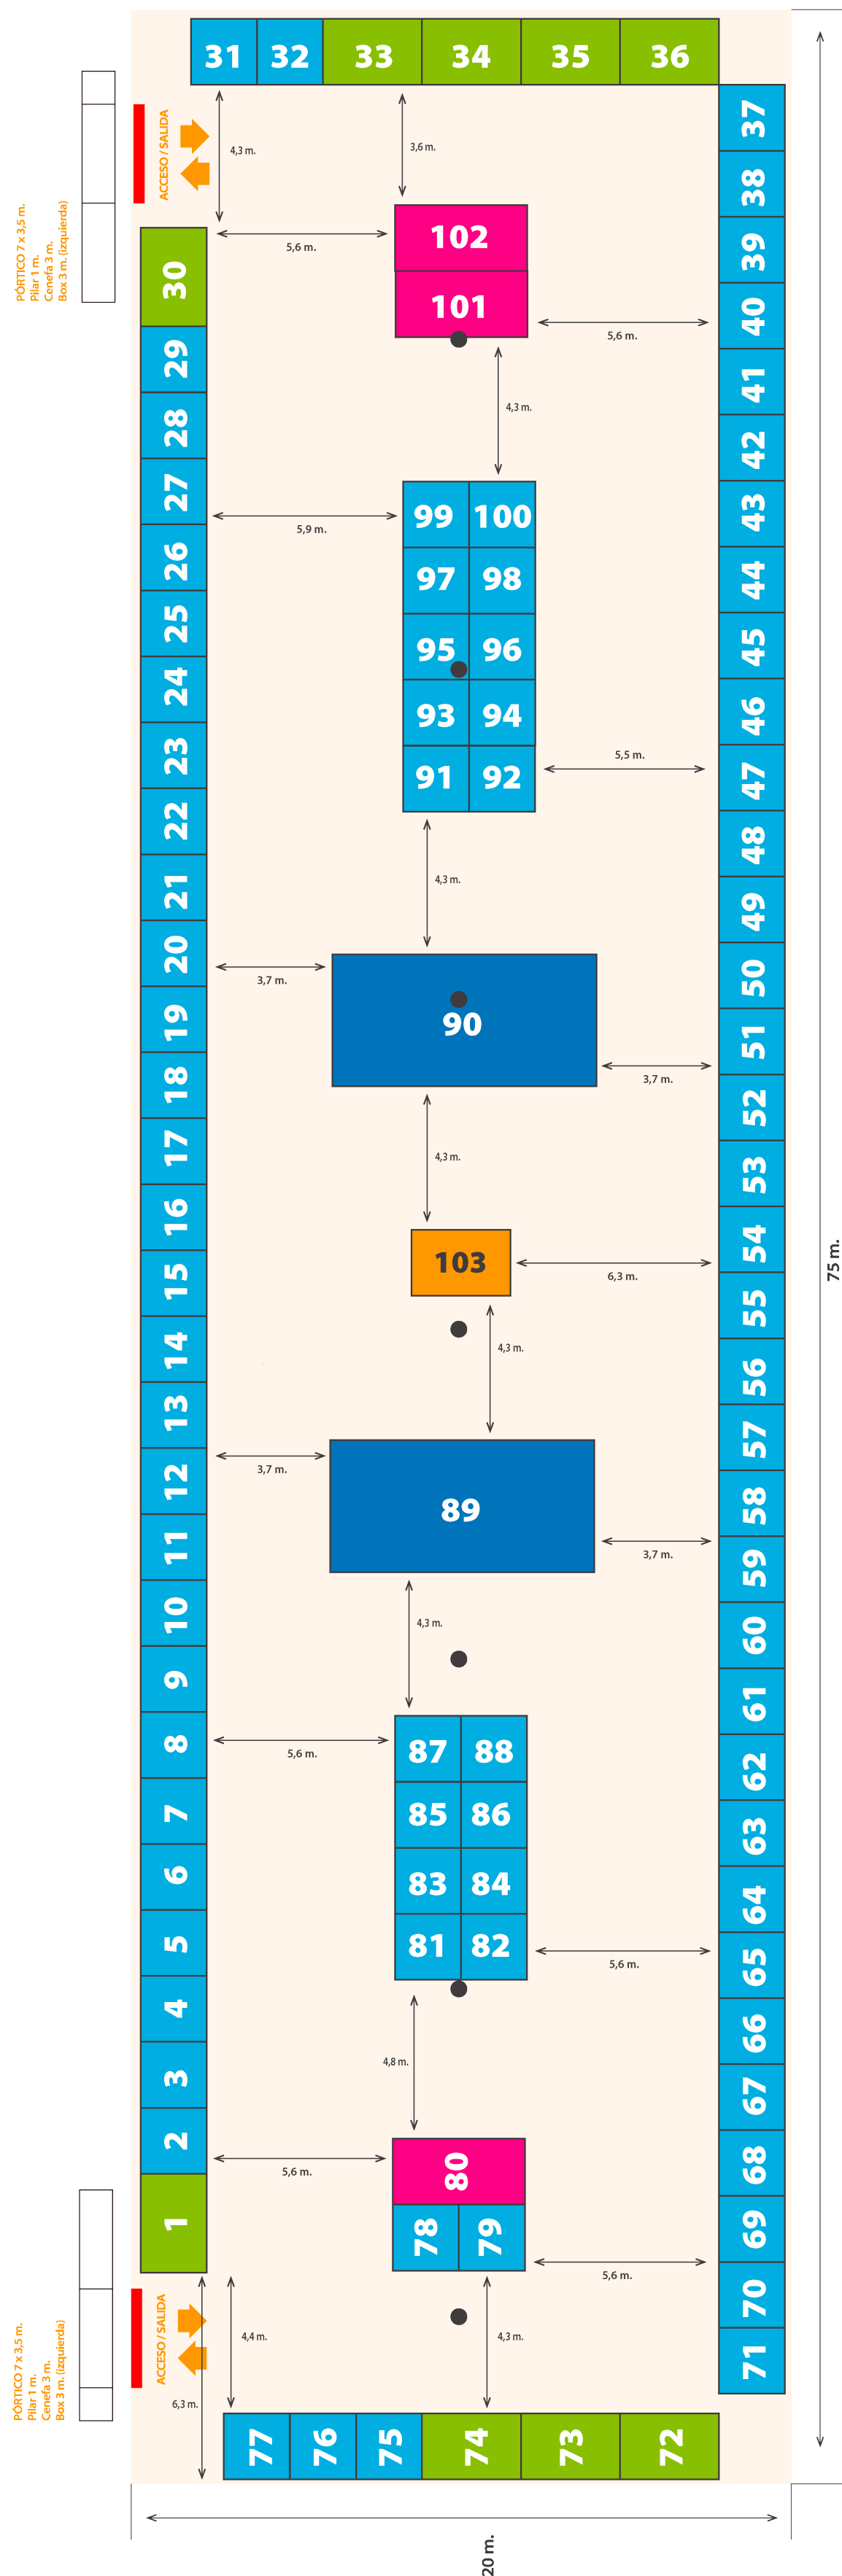 31 32 33 34 35 36
37
38
39
40
41
42
43
44
45
46
47
48
49
50
51
52
53
54
55
56
57
58
59
60
61
62
63
64
65
66
67
68
69
70
71
ACCESO / SALIDA
PÓRTICO 7 x 3,5 m.
Pilar 1 m.
Cenefa 3 m.
Box 3 m. (izquierda)
4,3 m.
3,6 m.
5,6 m.
102
101
5,6 m.
4,3 m.
30
29
28
27
26
25
24
23
22
21
20
19
18
17
16
15
14
13
12
11
10
9
8
7
6
5
4
3
2
1
5,9 m.
99 100
97 98
95 96
93 94
91 92
5,5 m.
4,3 m.
3,7 m.
90
3,7 m.
4,3 m.
103
6,3 m.
4,3 m.
3,7 m.
89
3,7 m.
4,3 m.
5,6 m.
87 88
85 86
83 84
81 82
5,6 m.
4,8 m.
5,6 m.
80
78 79
5,6 m.
ACCESO / SALIDA
PÓRTICO 7 x 3,5 m.
Pilar 1 m.
Cenefa 3 m.
Box 3 m. (izquierda)
4,4 m.
4,3 m.
6,3 m.
77 76 75 74 73 72
75 m.
20 m.